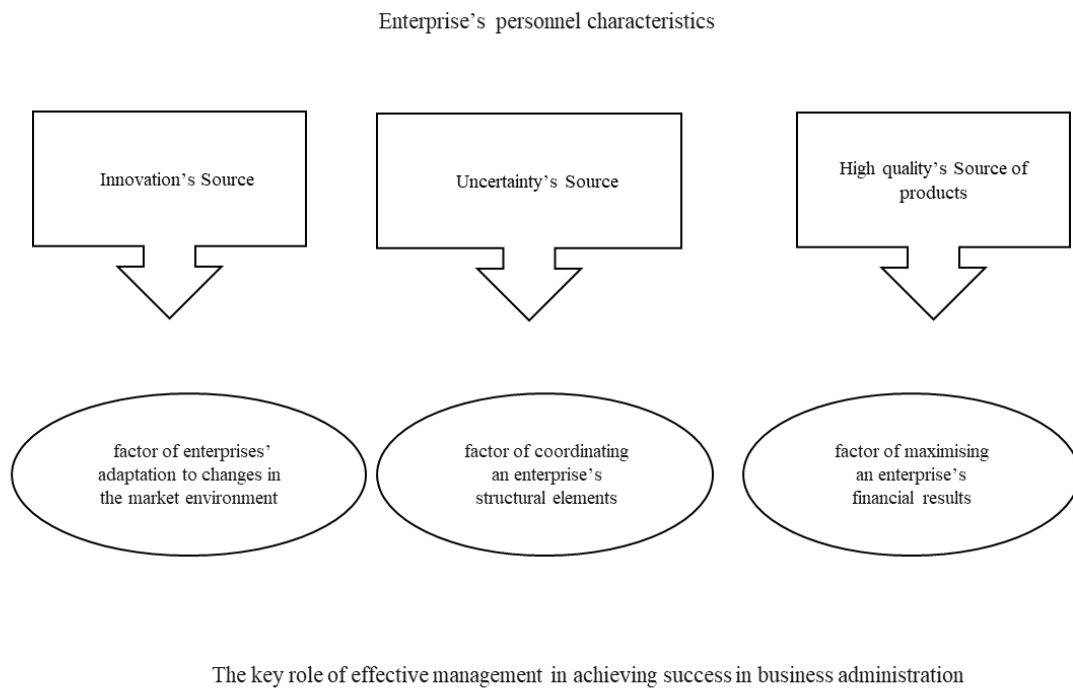 Enterprise’s personnel characteristics
Innovation’s Source
Uncertainty’s Source
High quality’s Source of
products
factor of enterprises’
adaptation to changes in
the market environment
factor of coordinating
an enterprise’s
structural elements
factor of maximising
an enterprise’s
financial results
The key role of effective management in achieving success in business administration